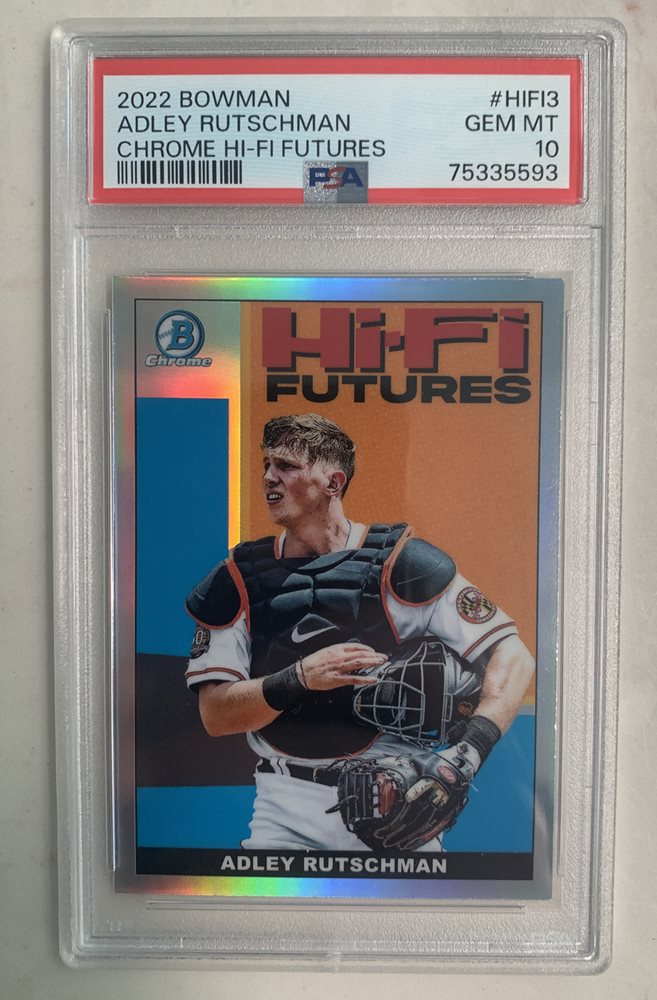 2022 BOWMAN #HIFI3
ADLEY RUTSCHMAN GEM MT
CHROME HI-FI FUTURES 10
PSA 75335593
B
Chrome
Hi-Fi
FUTURES
ADLEY RUTSCHMAN
PSA